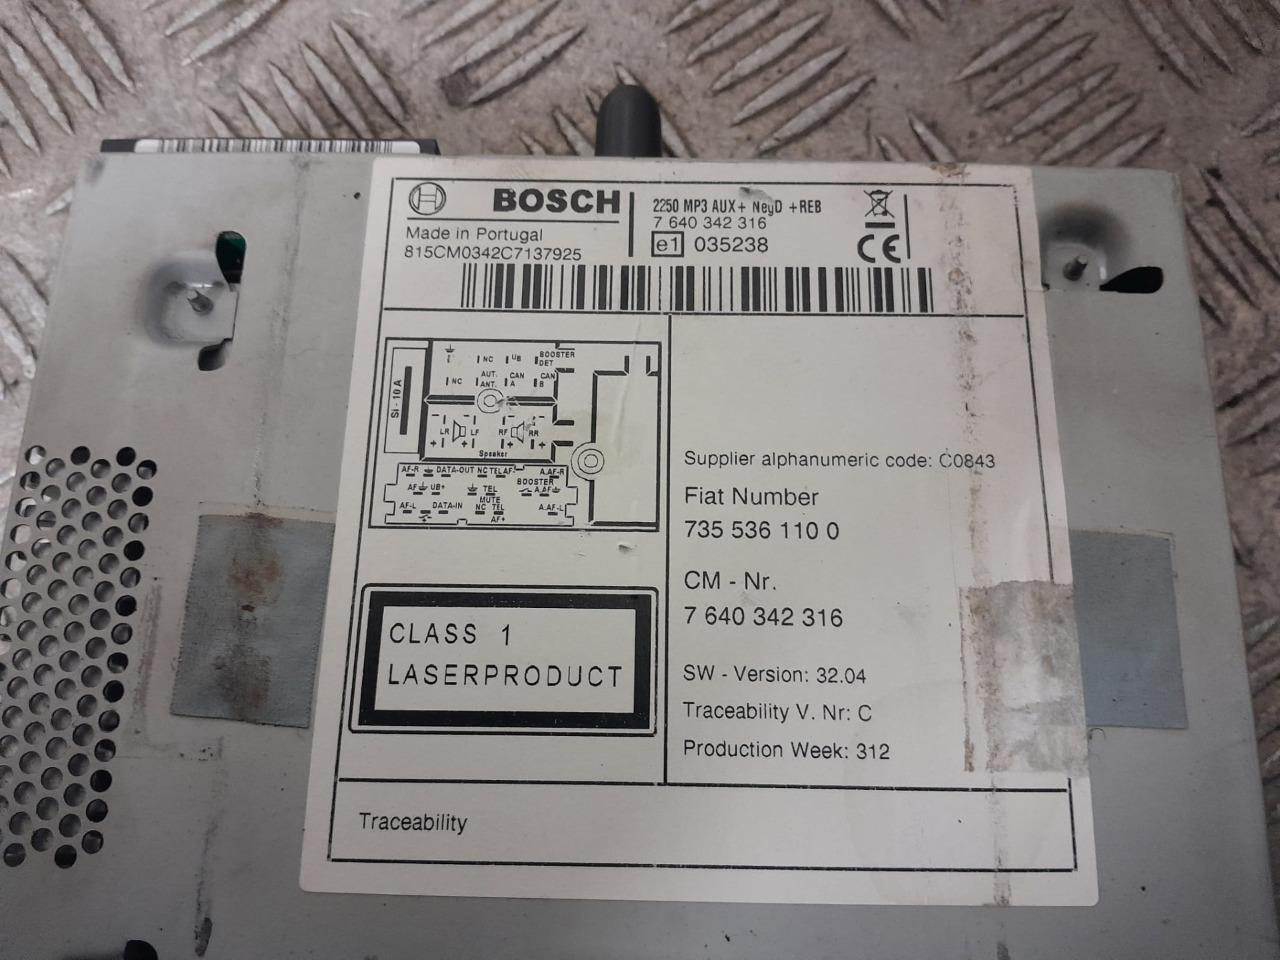 BOSCH
2250 MP3 AUX+ NegD +REB
7 640 342 316
Made in Portugal
e1 035238
CE
815CM0342C7137925
Si - 10 A
NC UB BOOSTER DET
NC AUT. ANT. CAN A CAN B
- - - -
LR LF RF RR
+ + + +
Speaker
AF-R DATA-OUT NC TEL AF- A.AF-R
BOOSTER
AF UB+ TEL A.AF
MUTE
AF-L DATA-IN NC TEL A.AF-L
AF+
Supplier alphanumeric code: C0843
Fiat Number
735 536 110 0
CM - Nr.
7 640 342 316
SW - Version: 32.04
Traceability V. Nr: C
Production Week: 312
CLASS 1
LASERPRODUCT
Traceability